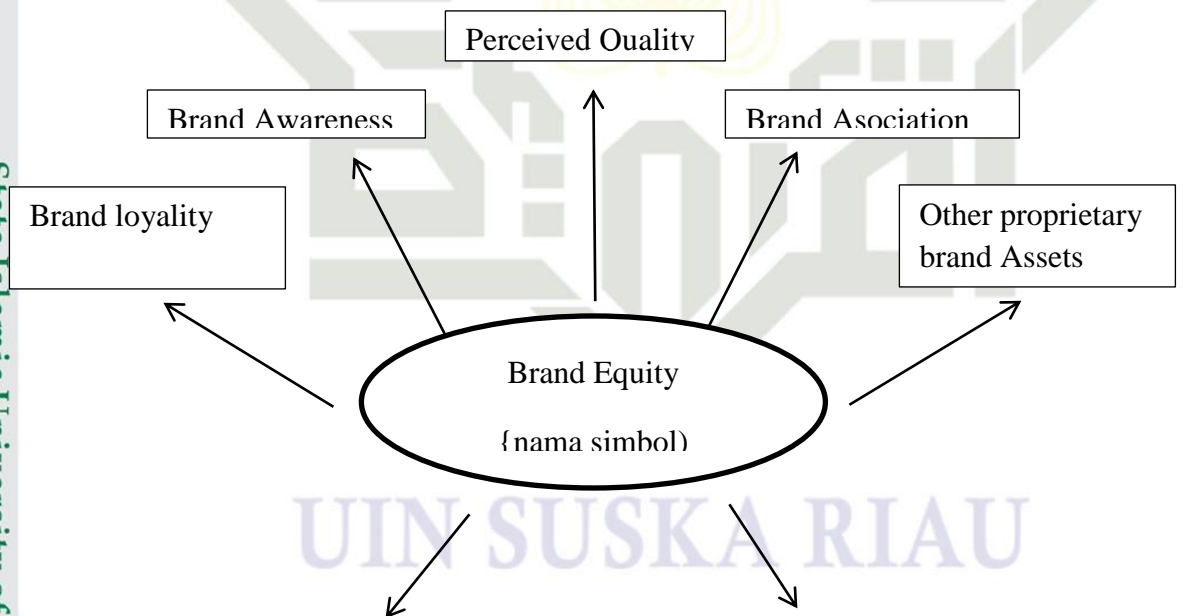 Perceived Quality
Brand Awareness
Brand Asociation
Brand loyality
Other proprietary
brand Assets
Brand Equity
{nama simbol)
UIN SUSKA RIAU